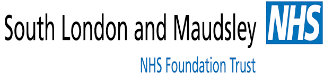 South London and Maudsley NHS
NHS Foundation Trust